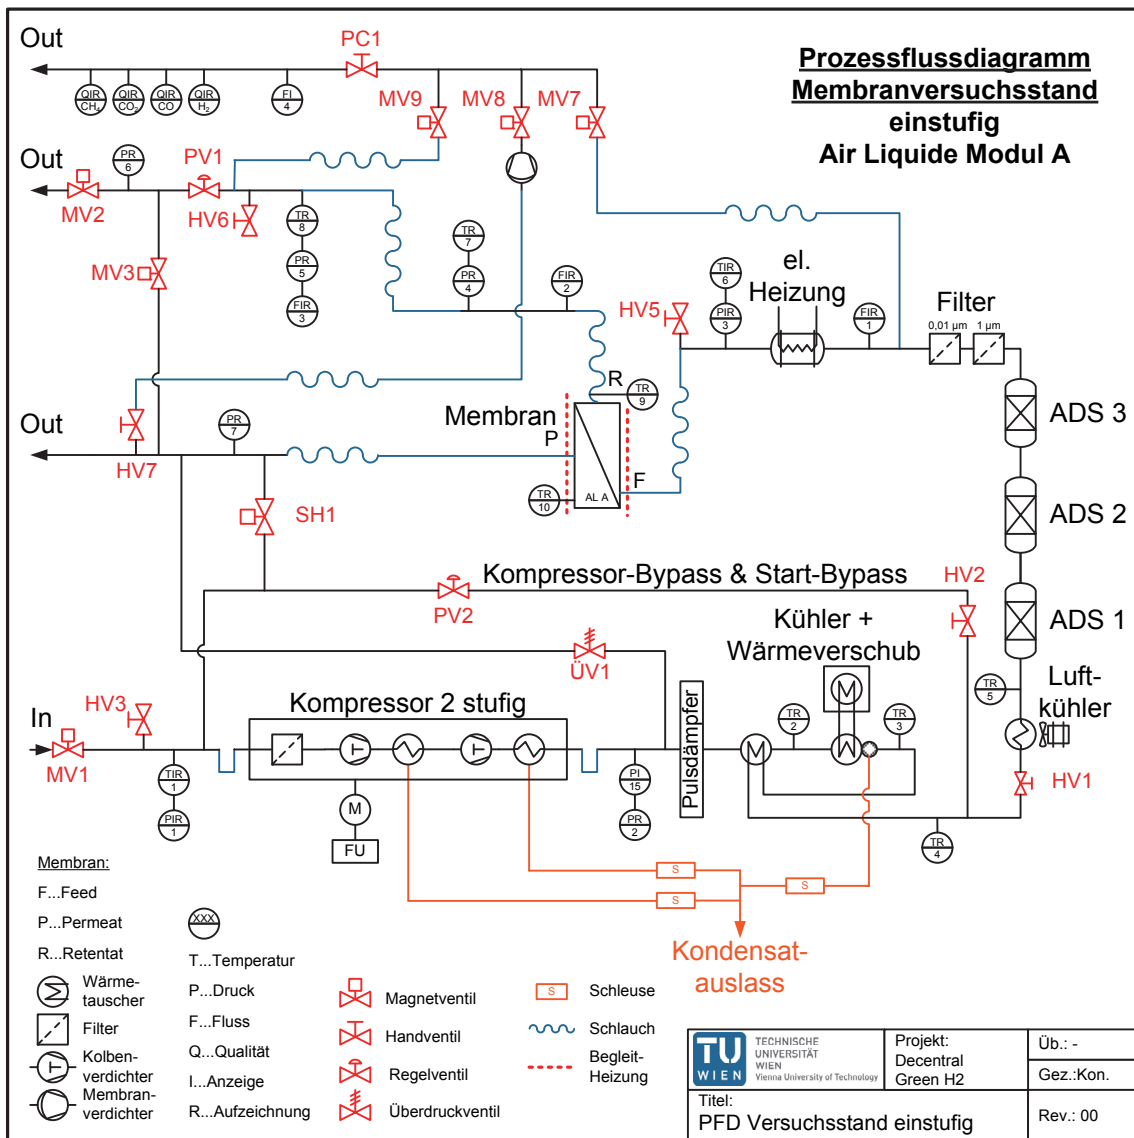 Out
PC1
Prozessflussdiagramm
Membranversuchsstand
einstufig
Air Liquide Modul A
QIR
CH₄
QIR
CO₂
QIR
CO
QIR
H₂
FI
4
MV9
MV8
MV7
Out
PR
6
PV1
MV2
HV6
TR
8
PR
5
FIR
3
TR
7
PR
4
FIR
2
MV3
el.
Heizung
TIR
6
PIR
3
HV5
FIR
1
Filter
0,01 µm
1 µm
R
TR
9
Membran
P
F
AL A
TR
10
ADS 3
Out
PR
7
HV7
SH1
ADS 2
Kompressor-Bypass & Start-Bypass
HV2
PV2
Kühler +
Wärmeverschub
ADS 1
ÜV1
M
TR
5
Luft-
kühler
In
HV3
Kompressor 2 stufig
TR
2
TR
3
MV1
TIR
1
PIR
1
M
FU
PI
15
PR
2
Pulsdämpfer
HV1
TR
4
S
S
S
Kondensat-
auslass
Membran:
F...Feed
P...Permeat
R...Retentat
Wärme-
tauscher
Filter
Kolben-
verdichter
Membran-
verdichter
XXX
T...Temperatur
P...Druck
F...Fluss
Q...Qualität
I...Anzeige
R...Aufzeichnung
Magnetventil
Handventil
Regelventil
Überdruckventil
S
Schleuse
Schlauch
Begleit-
Heizung
TU
WIEN
TECHNISCHE
UNIVERSITÄT
WIEN
Vienna University of Technology
Projekt:
Decentral
Green H2
Üb.: -
Gez.:Kon.
Titel:
PFD Versuchsstand einstufig
Rev.: 00